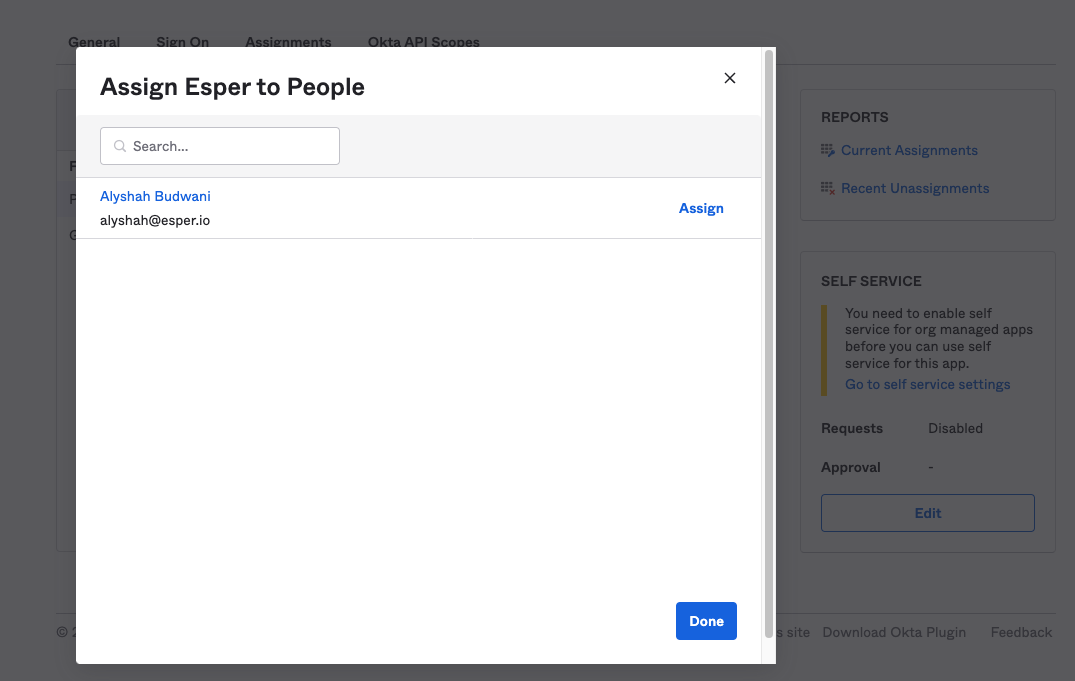 General Sign On Assignments Okta API Scopes
Assign Esper to People
Search...
Alyshah Budwani
alyshah@esper.io
Assign
Done
REPORTS
Current Assignments
Recent Unassignments
SELF SERVICE
You need to enable self
service for org managed apps
before you can use self
service for this app.
Go to self service settings
Requests Disabled
Approval -
Edit
© site Download Okta Plugin Feedback